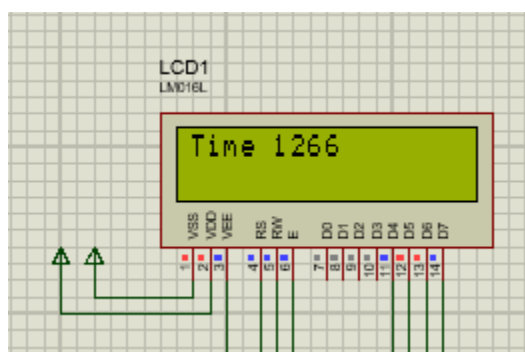 LCD1
LM016L
Time 1266
VSS
VDD
VEE
RS
RW
E
D0
D1
D2
D3
D4
D5
D6
D7
1
2
3
4
5
6
7
8
9
10
11
12
13
14